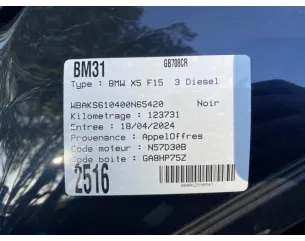 BM31 GB708CR
Type : BMW X5 F15 3 Diesel
WBAKS610400N65420 Noir
Kilometrage : 123731
Entree : 18/04/2024
Provenance : AppelOffres
Code moteur : N57D30B
Code boite : GA8HP75Z
2516